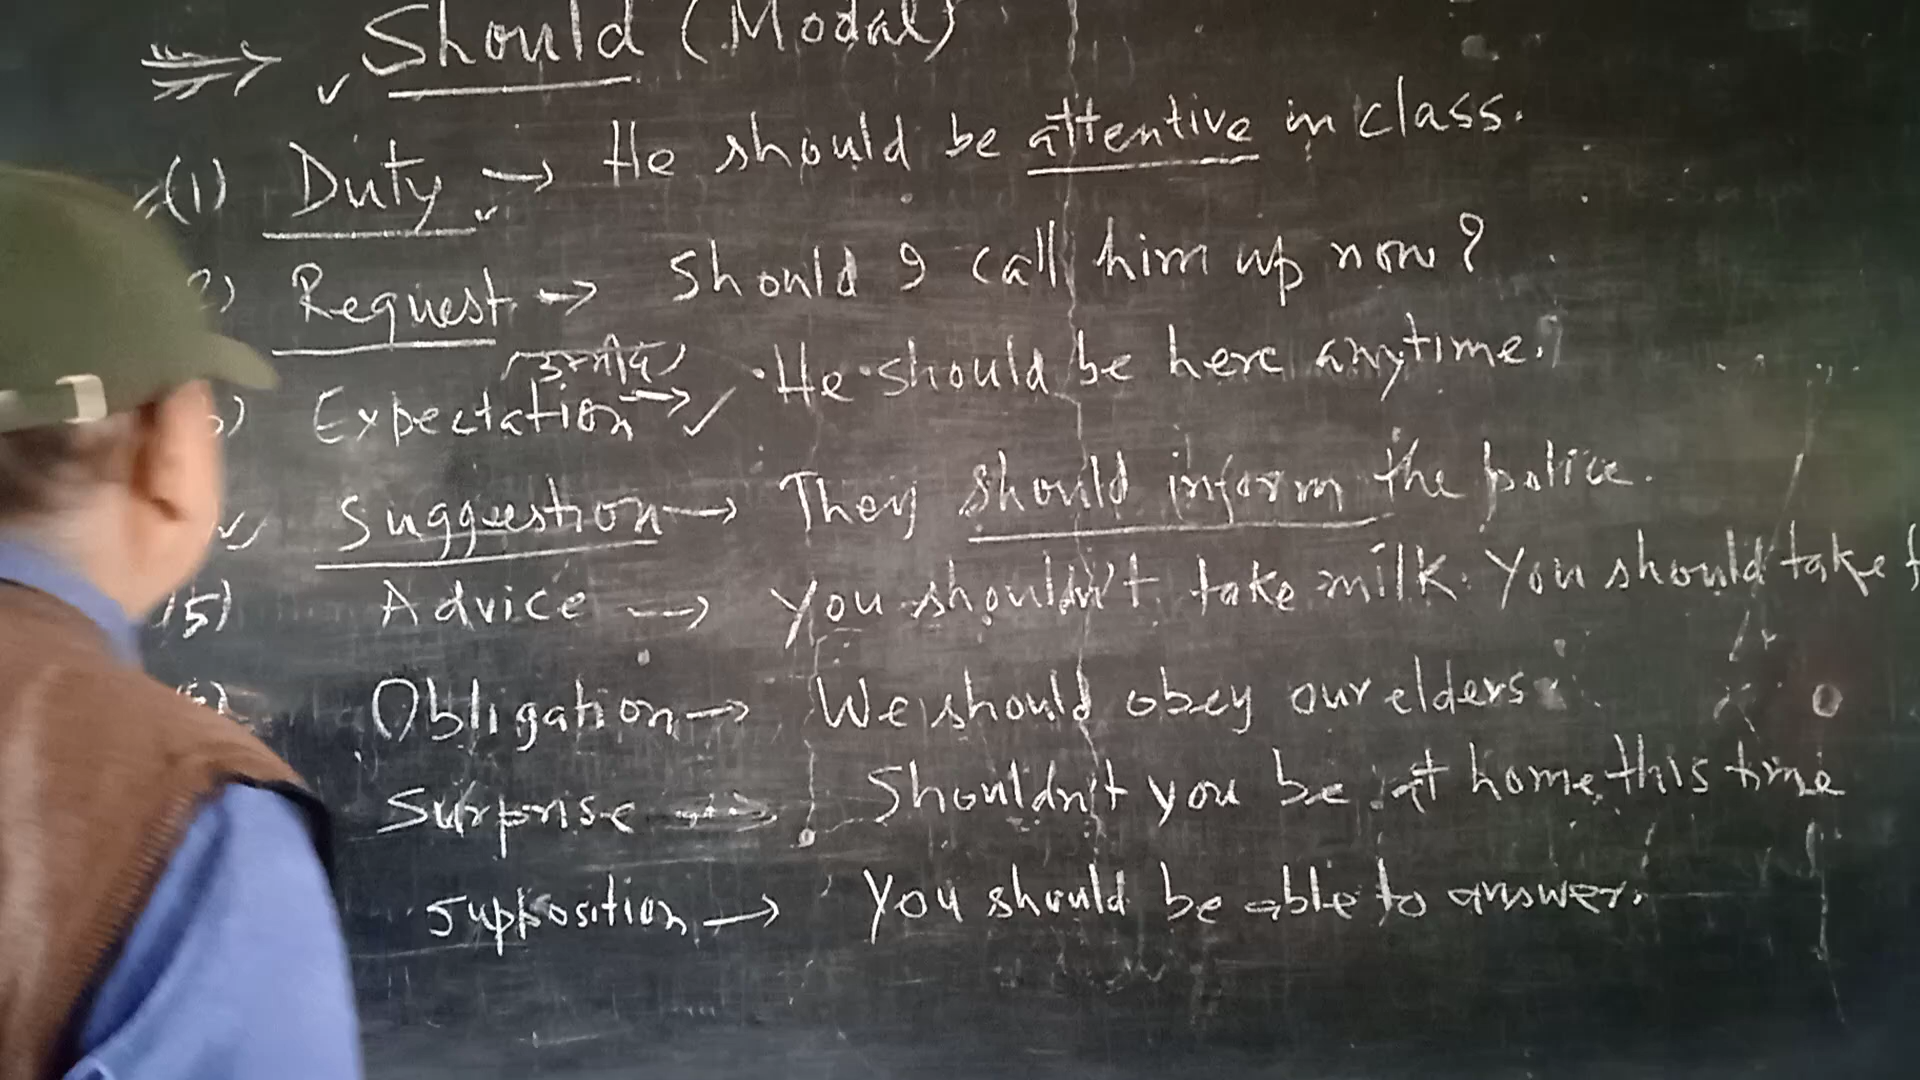 Should (Modal)
(1) Duty → He should be attentive in class.
2) Request → Should I call him up now?
(उम्मीद)
3) Expectation → He should be here anytime.
Sugguestion → They should inform the police.
(5) Advice → You shouldn't take milk. You should take
Obligation → We should obey our elders
Surprise → Shouldn't you be at home this time
Supposition → You should be able to answer.